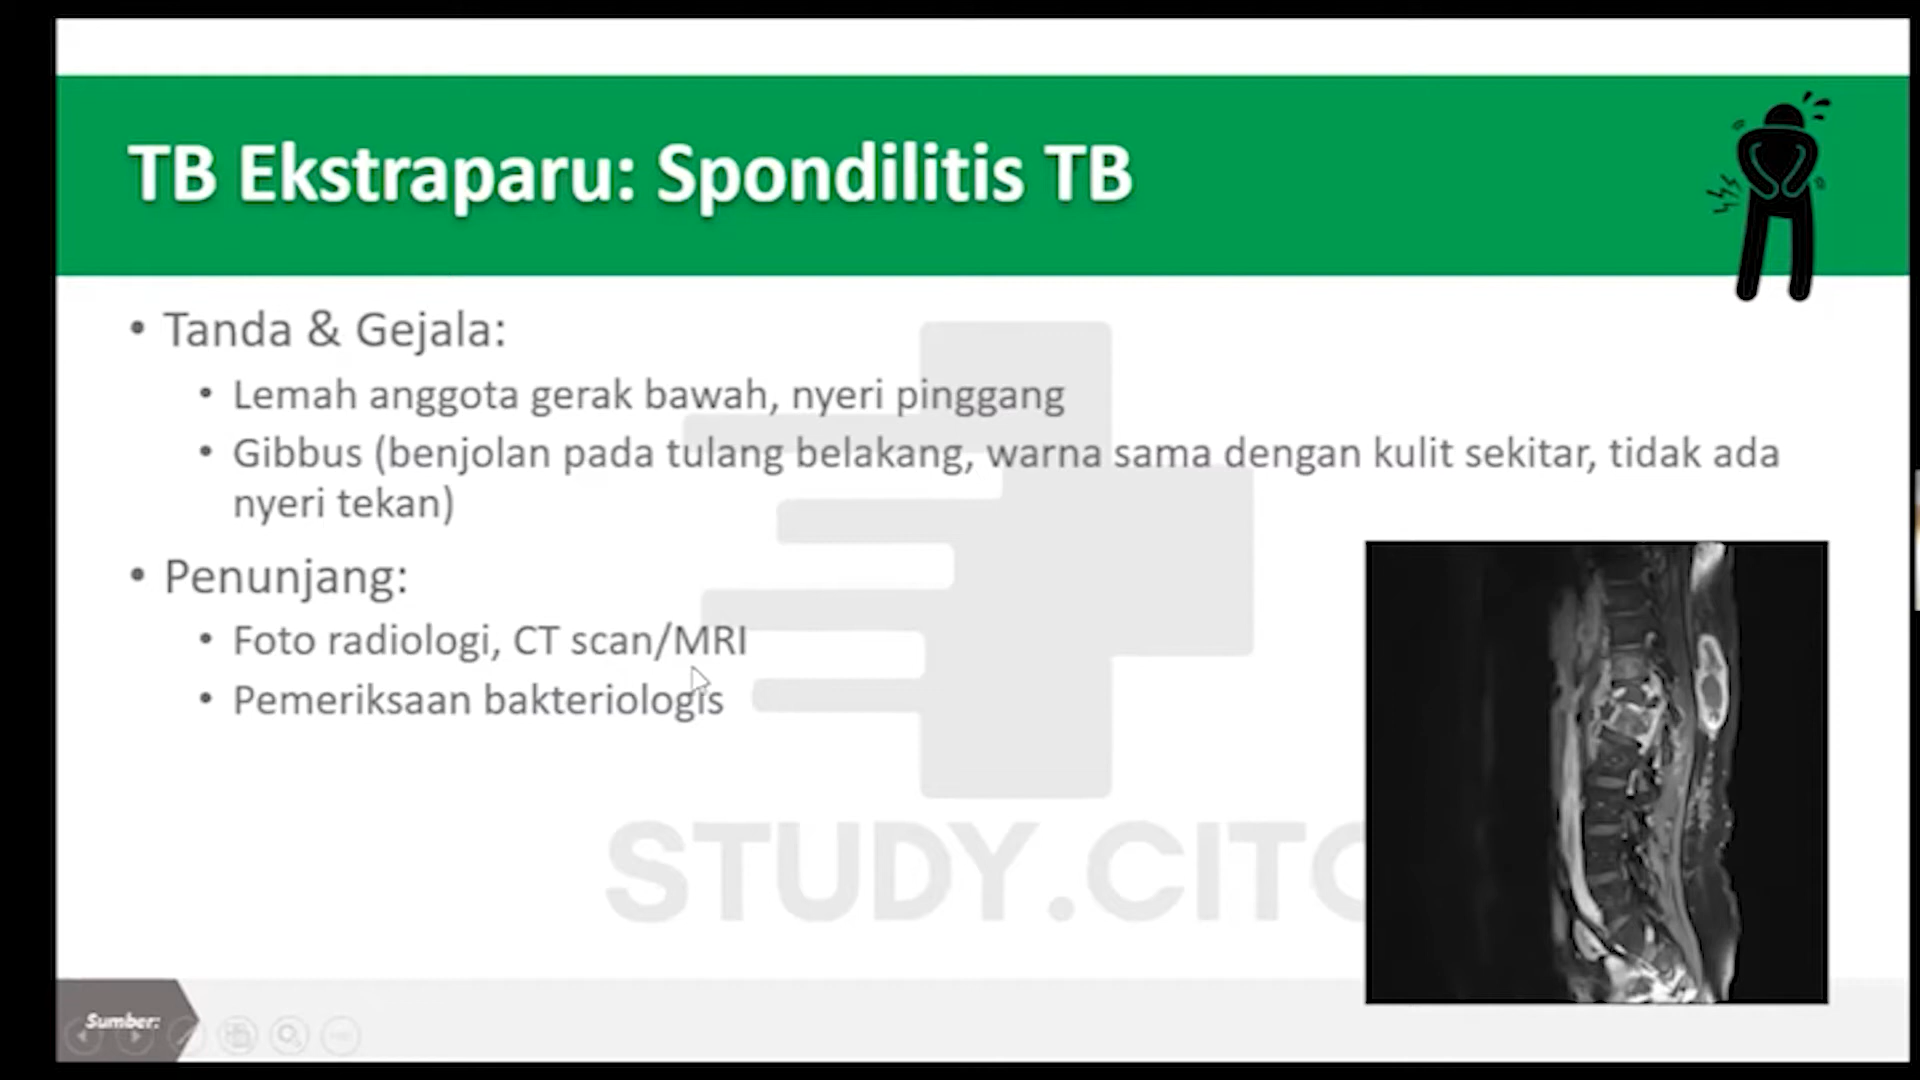 TB Ekstraparu: Spondilitis TB
• Tanda & Gejala:
• Lemah anggota gerak bawah, nyeri pinggang
• Gibbus (benjolan pada tulang belakang, warna sama dengan kulit sekitar, tidak ada
nyeri tekan)
• Penunjang:
• Foto radiologi, CT scan/MRI
• Pemeriksaan bakteriologis
STUDY.CITO
Sumber: